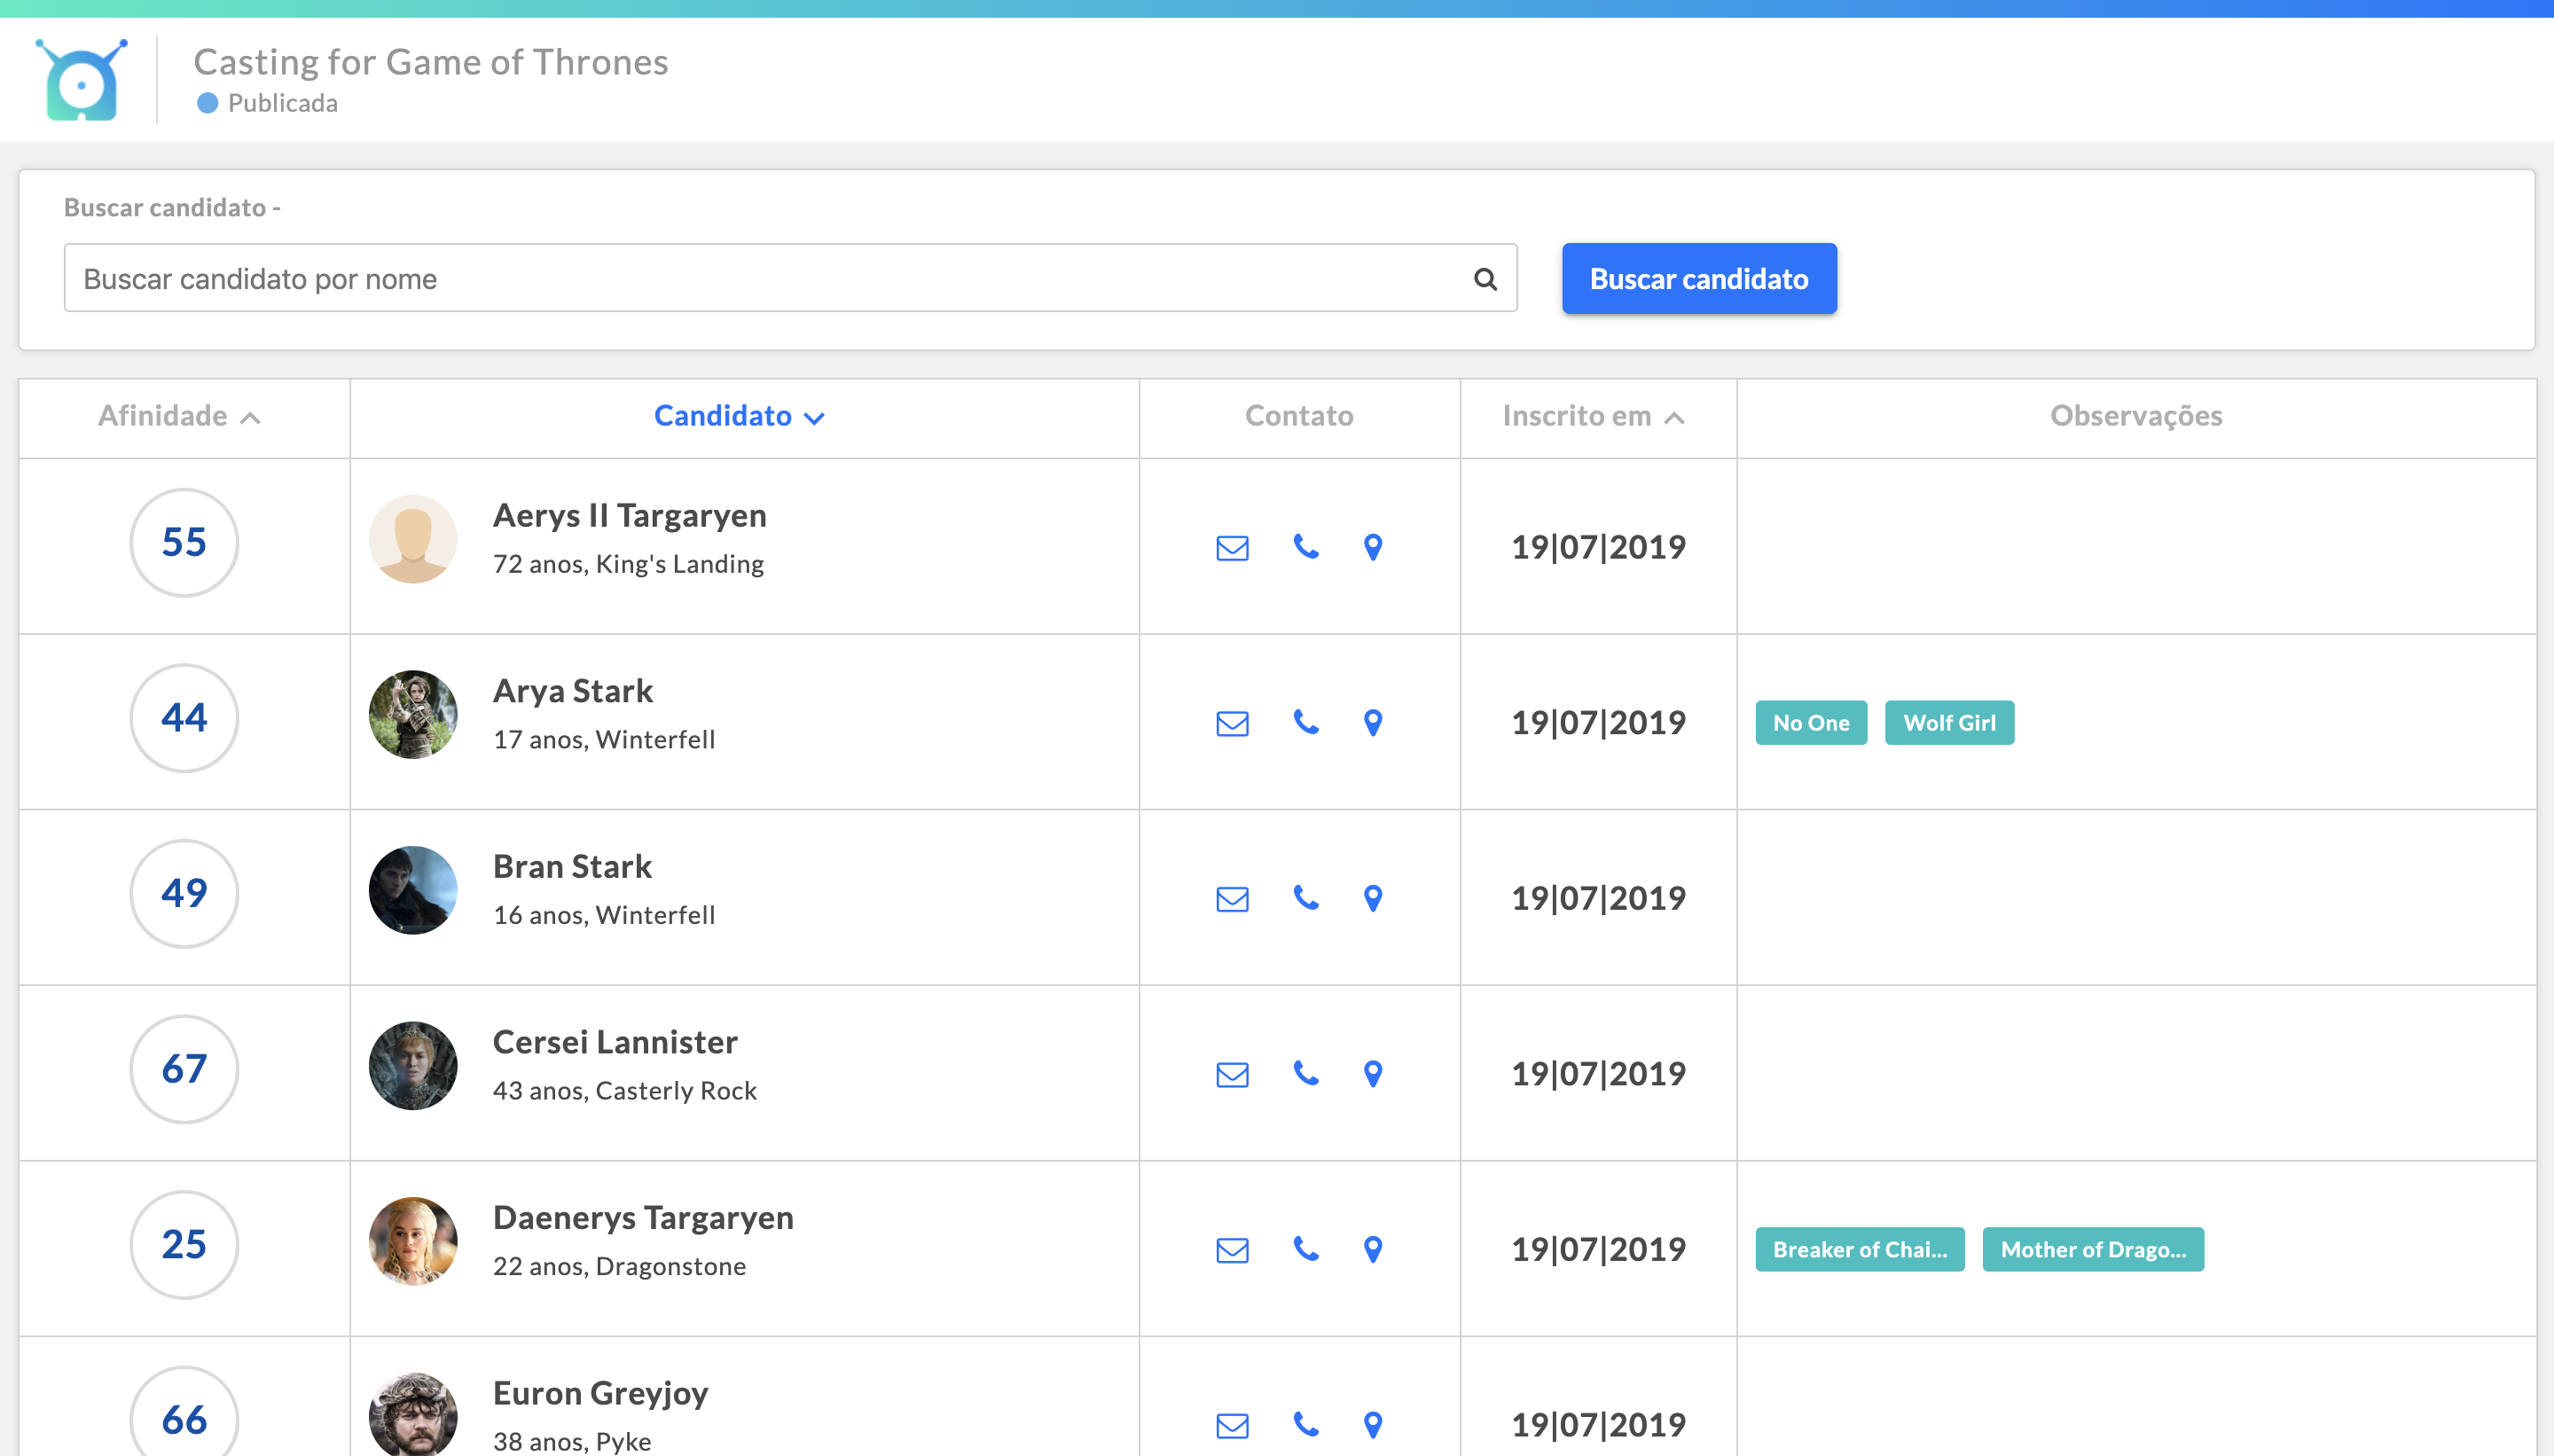 Casting for Game of Thrones
Publicada
Buscar candidato -
Buscar candidato por nome
Buscar candidato
Afinidade
Candidato
Contato
Inscrito em
Observações
55
Aerys II Targaryen
72 anos, King's Landing
19|07|2019
44
Arya Stark
17 anos, Winterfell
19|07|2019
No One
Wolf Girl
49
Bran Stark
16 anos, Winterfell
19|07|2019
67
Cersei Lannister
43 anos, Casterly Rock
19|07|2019
25
Daenerys Targaryen
22 anos, Dragonstone
19|07|2019
Breaker of Chai...
Mother of Drago...
66
Euron Greyjoy
38 anos, Pyke
19|07|2019